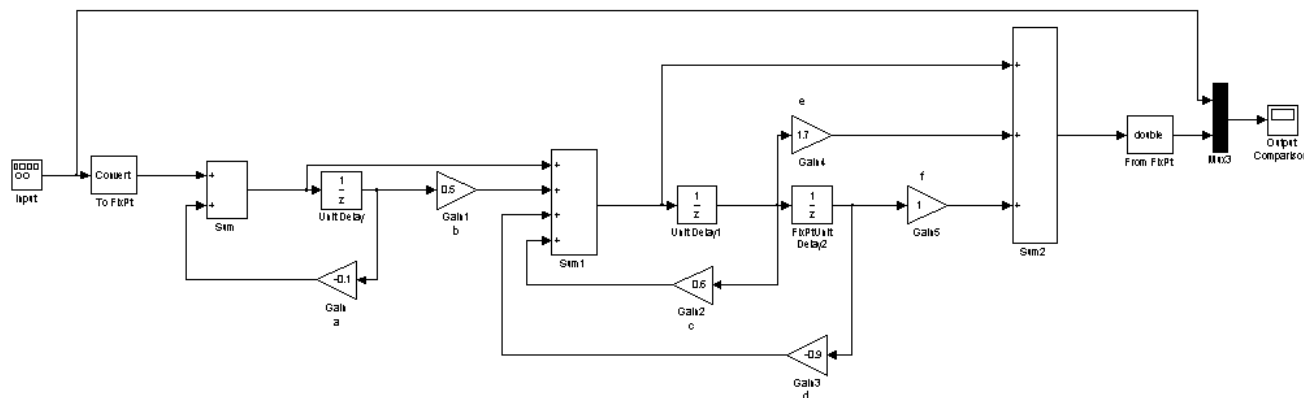 Input
Convert
To FixPt
+
+
Sum
1
z
Unit Delay
0.5
Gain1
b
-0.1
Gain
a
+
+
+
+
Sum1
1
z
Unit Delay1
1
z
FixPtUnit
Delay2
0.6
Gain2
c
-0.9
Gain3
d
e
1.7
Gain4
f
1
Gain5
+
+
+
Sum2
double
From FixPt
Mux3
Output
Comparison